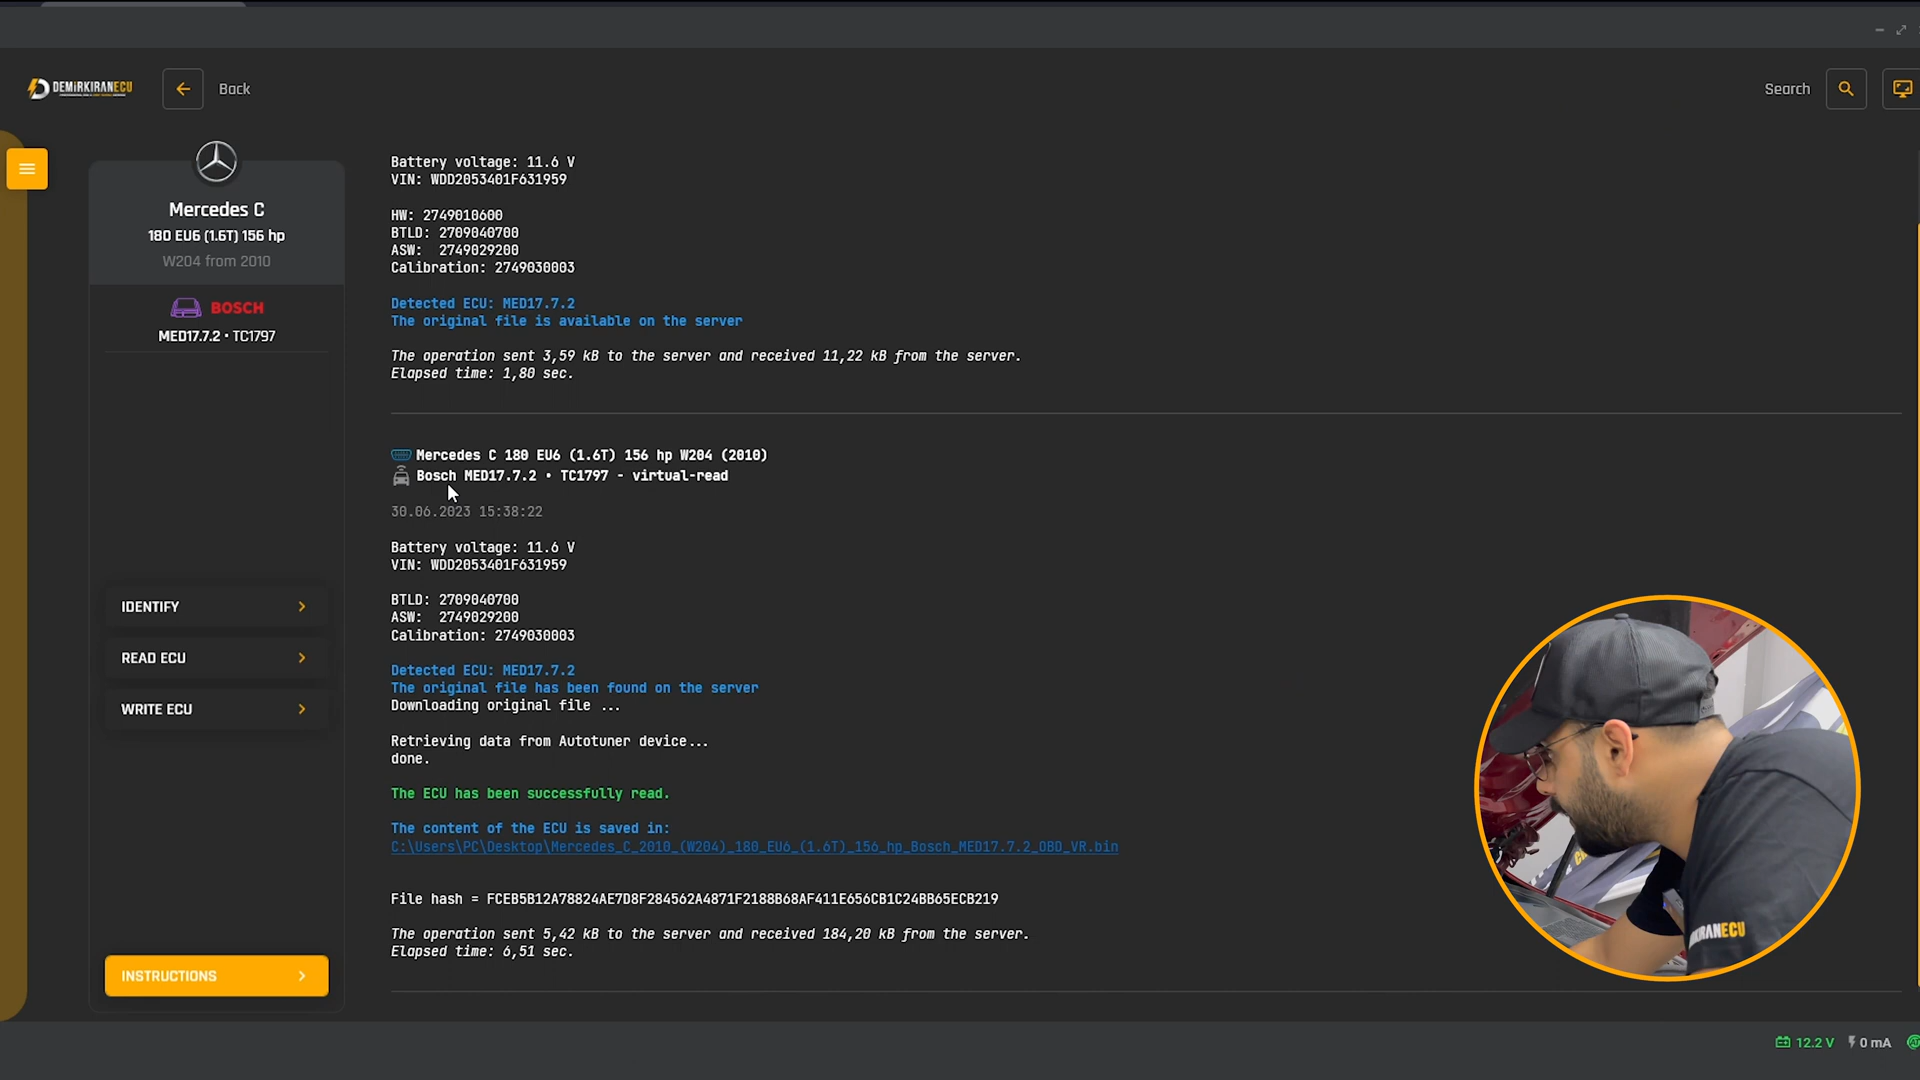 DEMiRKIRANECU
Back
Search
Mercedes C
180 EU6 (1.6T) 156 hp
W204 from 2010
BOSCH
MED17.7.2 • TC1797
IDENTIFY
READ ECU
WRITE ECU
INSTRUCTIONS
Battery voltage: 11.6 V
VIN: WDD2053401F631959
HW: 2749010600
BTLD: 2709040700
ASW: 2749029200
Calibration: 2749030003
Detected ECU: MED17.7.2
The original file is available on the server
The operation sent 3,59 kB to the server and received 11,22 kB from the server.
Elapsed time: 1,80 sec.
Mercedes C 180 EU6 (1.6T) 156 hp W204 (2010)
Bosch MED17.7.2 • TC1797 - virtual-read
30.06.2023 15:38:22
Battery voltage: 11.6 V
VIN: WDD2053401F631959
BTLD: 2709040700
ASW: 2749029200
Calibration: 2749030003
Detected ECU: MED17.7.2
The original file has been found on the server
Downloading original file ...
Retrieving data from Autotuner device...
done.
The ECU has been successfully read.
The content of the ECU is saved in:
C:\Users\PC\Desktop\Mercedes_C_2010_(W204)_180_EU6_(1.6T)_156_hp_Bosch_MED17.7.2_OBD_VR.bin
File hash = FCEB5B12A78824AE7D8F284562A4871F2188B68AF411E656CB1C24BB65ECB219
The operation sent 5,42 kB to the server and received 184,20 kB from the server.
Elapsed time: 6,51 sec.
RANECU
12.2 V
0 mA